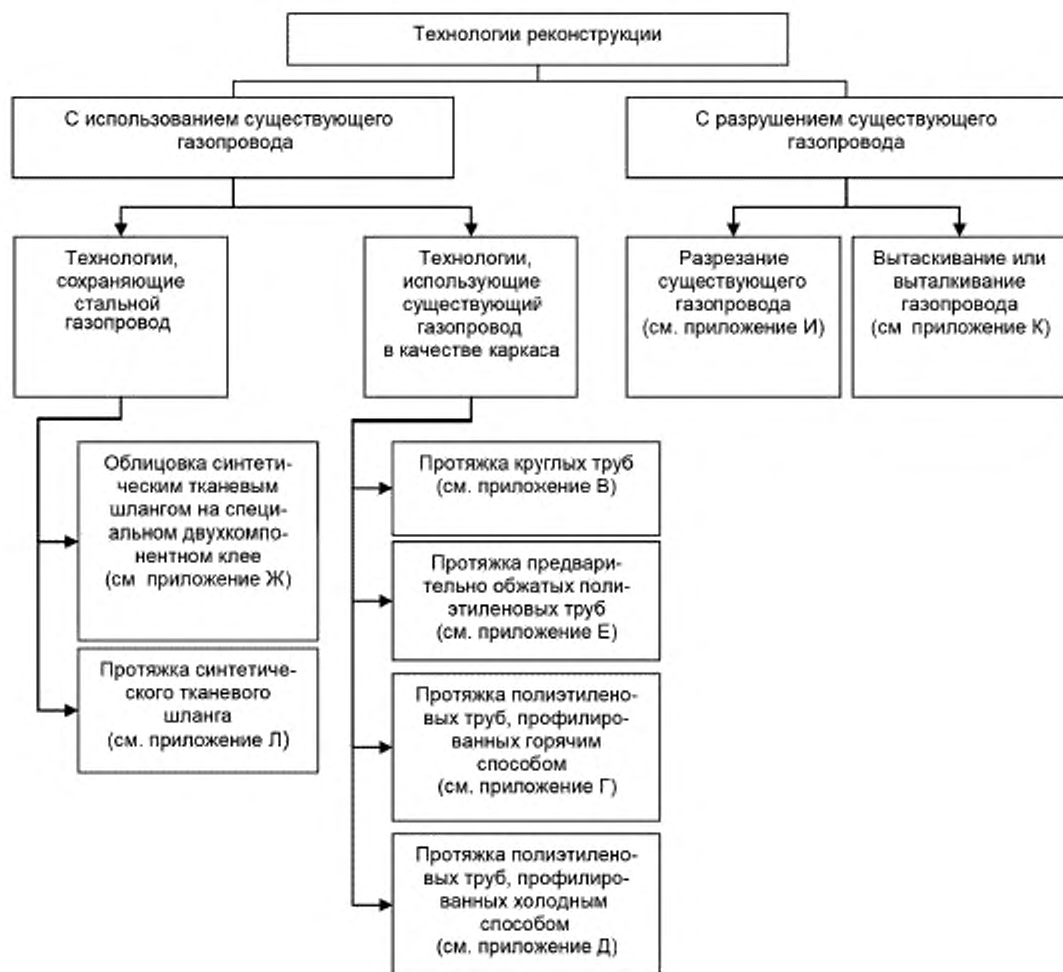 Технологии реконструкции
С использованием существующего
газопровода
С разрушением существующего
газопровода
Технологии,
сохраняющие
стальной
газопровод
Технологии,
использующие
существующий
газопровод
в качестве каркаса
Разрезание
существующего
газопровода
(см. приложение И)
Вытаскивание или
выталкивание
газопровода
(см приложение К)
Облицовка синтети-
ческим тканевым
шлангом на специ-
альном двухкомпо-
нентном клее
(см приложение Ж)
Протяжка синтетиче-
ского тканевого
шланга
(см. приложение Л)
Протяжка круглых труб
(см. приложение В)
Протяжка предвари-
тельно обжатых поли-
этиленовых труб
(см. приложение Е)
Протяжка полиэтилено-
вых труб, профилиро-
ванных горячим
способом
(см. приложение Г)
Протяжка полиэтилено-
вых труб, профилиро-
ванных холодным
способом
(см. приложение Д)